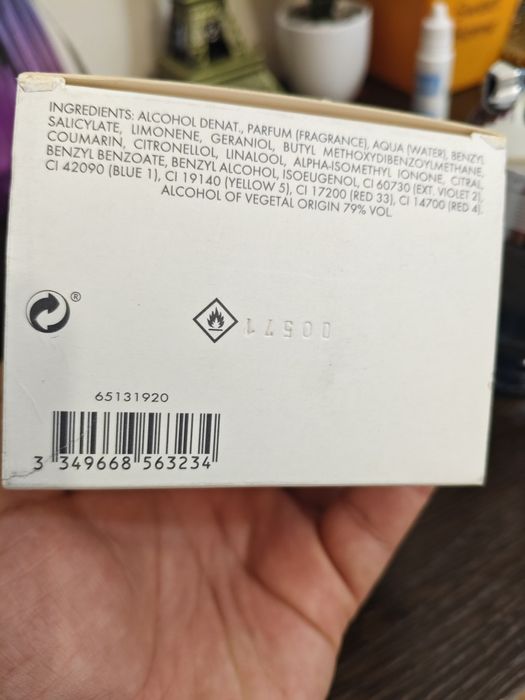 INGREDIENTS: ALCOHOL DENAT., PARFUM (FRAGRANCE), AQUA (WATER), BENZYL
SALICYLATE, LIMONENE, GERANIOL, BUTYL METHOXYDIBENZOYLMETHANE,
COUMARIN, CITRONELLOL, LINALOOL, ALPHA-ISOMETHYL IONONE, CITRAL,
BENZYL BENZOATE, BENZYL ALCOHOL, ISOEUGENOL, CI 60730 (EXT. VIOLET 2),
CI 42090 (BLUE 1), CI 19140 (YELLOW 5), CI 17200 (RED 33), CI 14700 (RED 4).
ALCOHOL OF VEGETAL ORIGIN 79% VOL.
®
00571
65131920
3 349668 563234